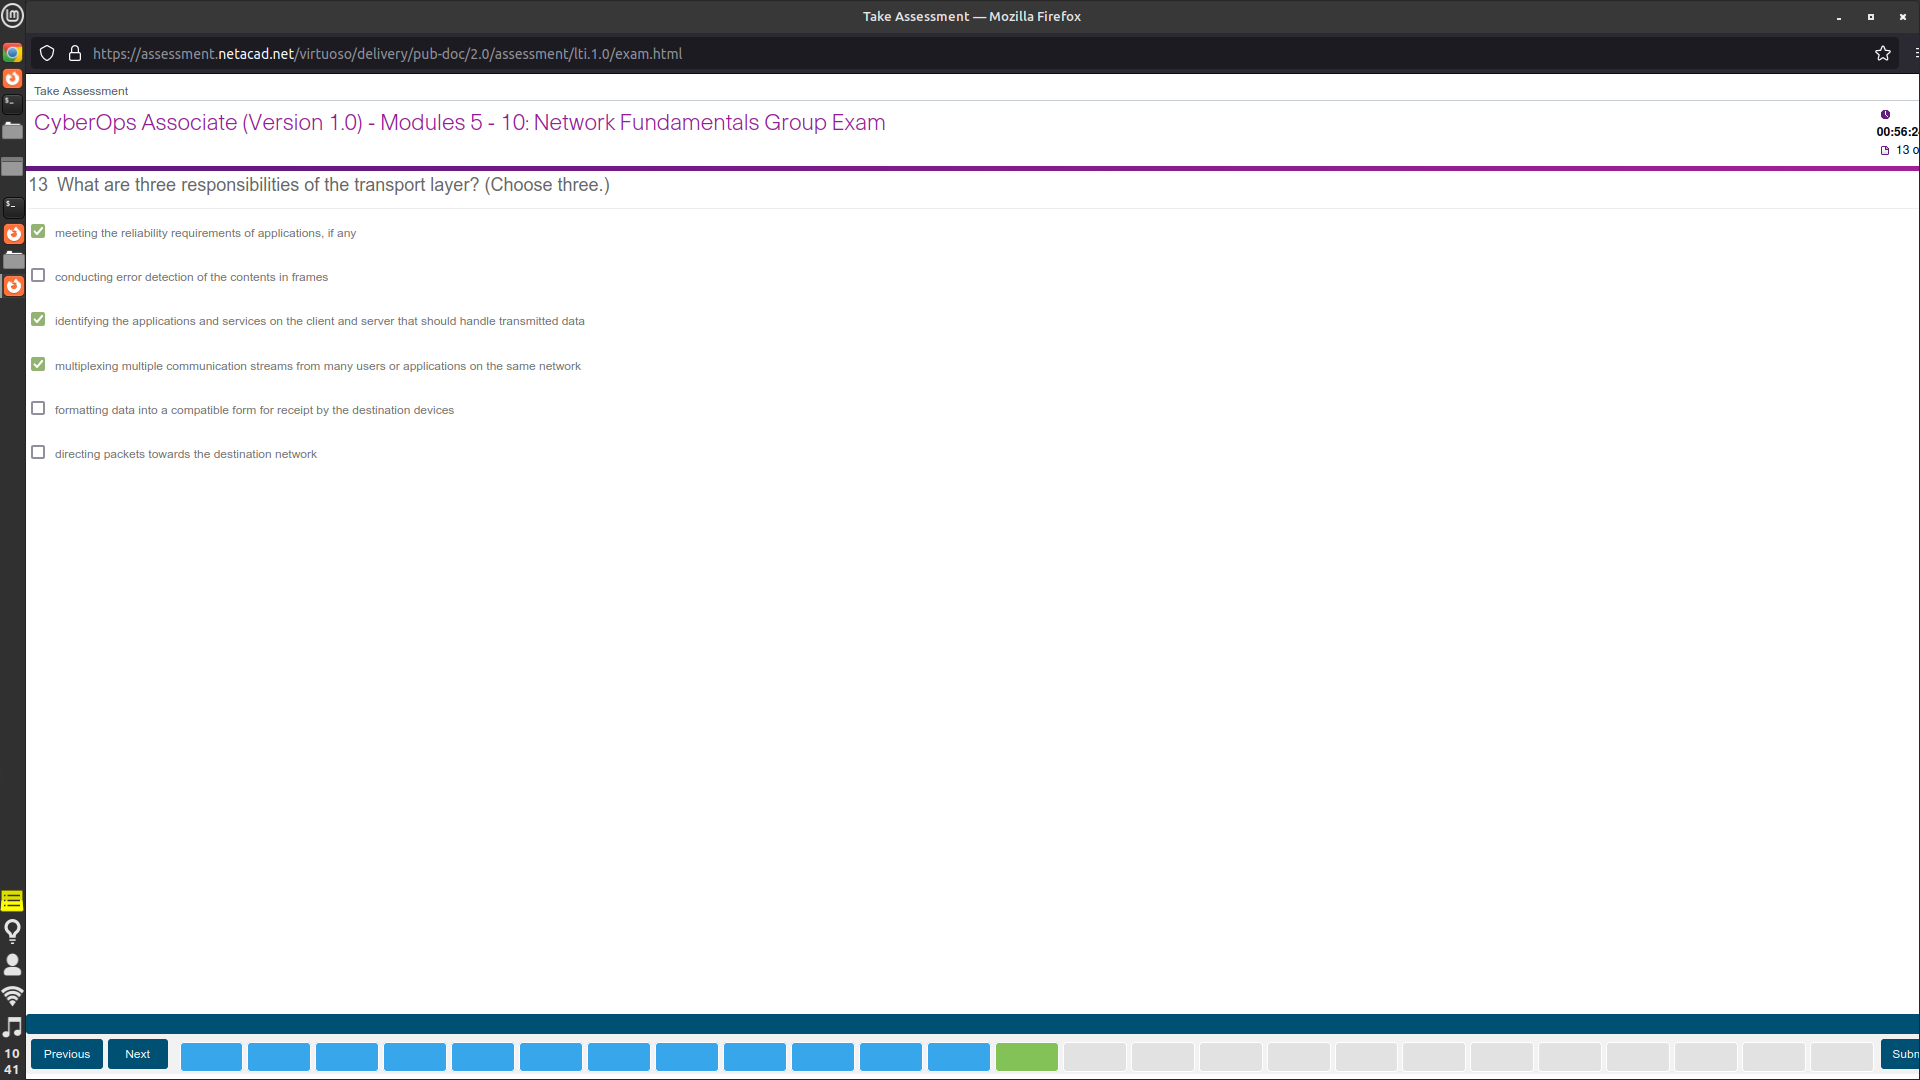 Take Assessment — Mozilla Firefox
https://assessment.netacad.net/virtuoso/delivery/pub-doc/2.0/assessment/lti.1.0/exam.html
Take Assessment
CyberOps Associate (Version 1.0) - Modules 5 - 10: Network Fundamentals Group Exam
00:56:2
13 o
13 What are three responsibilities of the transport layer? (Choose three.)
meeting the reliability requirements of applications, if any
conducting error detection of the contents in frames
identifying the applications and services on the client and server that should handle transmitted data
multiplexing multiple communication streams from many users or applications on the same network
formatting data into a compatible form for receipt by the destination devices
directing packets towards the destination network
Previous
Next
Subm
10
41